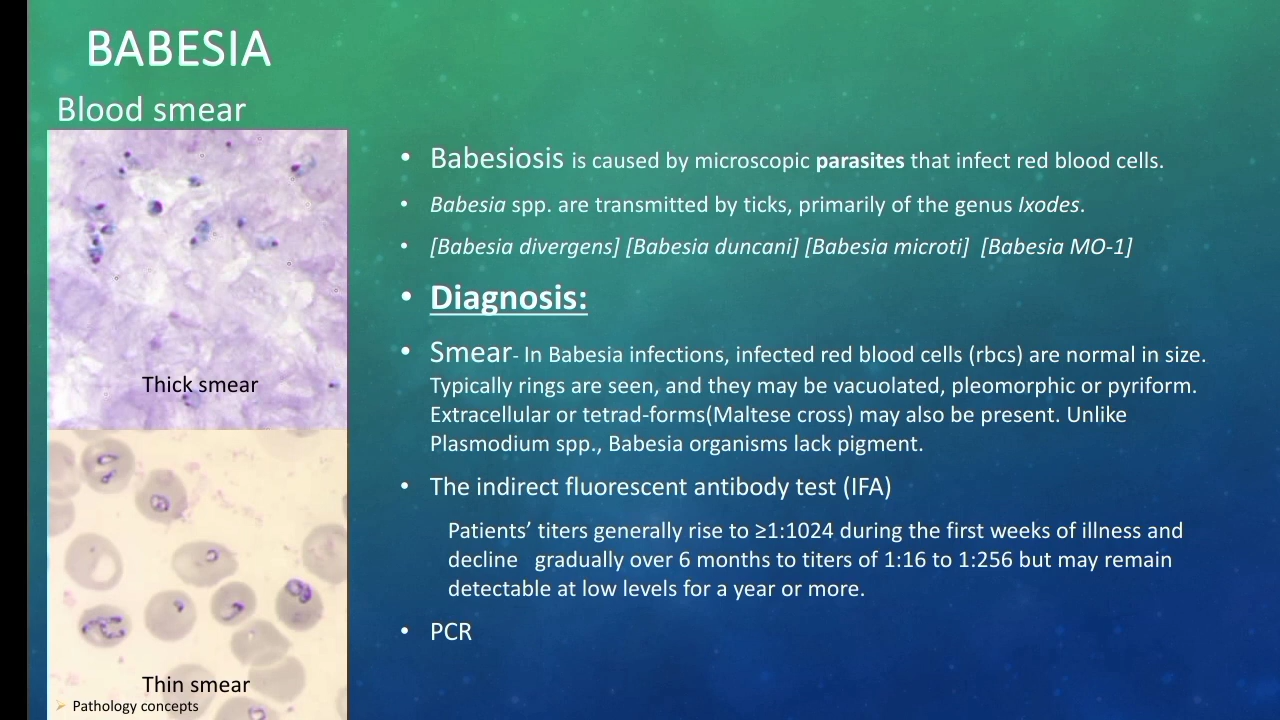 BABESIA
Blood smear
Thick smear
Thin smear
Pathology concepts
• Babesiosis is caused by microscopic parasites that infect red blood cells.
• Babesia spp. are transmitted by ticks, primarily of the genus Ixodes.
• [Babesia divergens] [Babesia duncani] [Babesia microti]  [Babesia MO-1]
• Diagnosis:
• Smear- In Babesia infections, infected red blood cells (rbcs) are normal in size.
Typically rings are seen, and they may be vacuolated, pleomorphic or pyriform.
Extracellular or tetrad-forms(Maltese cross) may also be present. Unlike
Plasmodium spp., Babesia organisms lack pigment.
• The indirect fluorescent antibody test (IFA)
Patients’ titers generally rise to ≥1:1024 during the first weeks of illness and
decline   gradually over 6 months to titers of 1:16 to 1:256 but may remain
detectable at low levels for a year or more.
• PCR